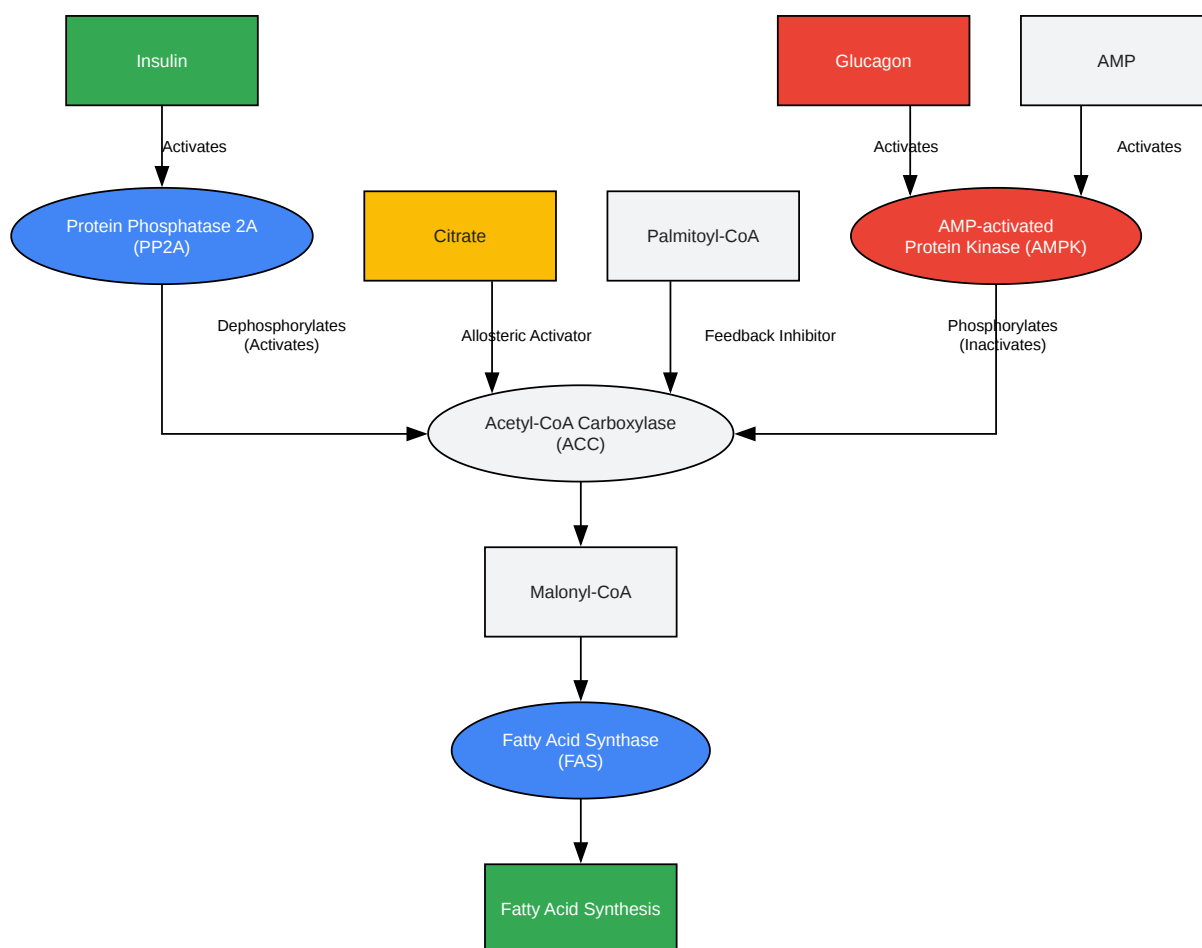 Insulin
Glucagon
AMP
Activates
Activates
Activates
Protein Phosphatase 2A
(PP2A)
Citrate
Palmitoyl-CoA
AMP-activated
Protein Kinase (AMPK)
Dephosphorylates
(Activates)
Allosteric Activator
Feedback Inhibitor
Phosphorylates
(Inactivates)
Acetyl-CoA Carboxylase
(ACC)
Malonyl-CoA
Fatty Acid Synthase
(FAS)
Fatty Acid Synthesis